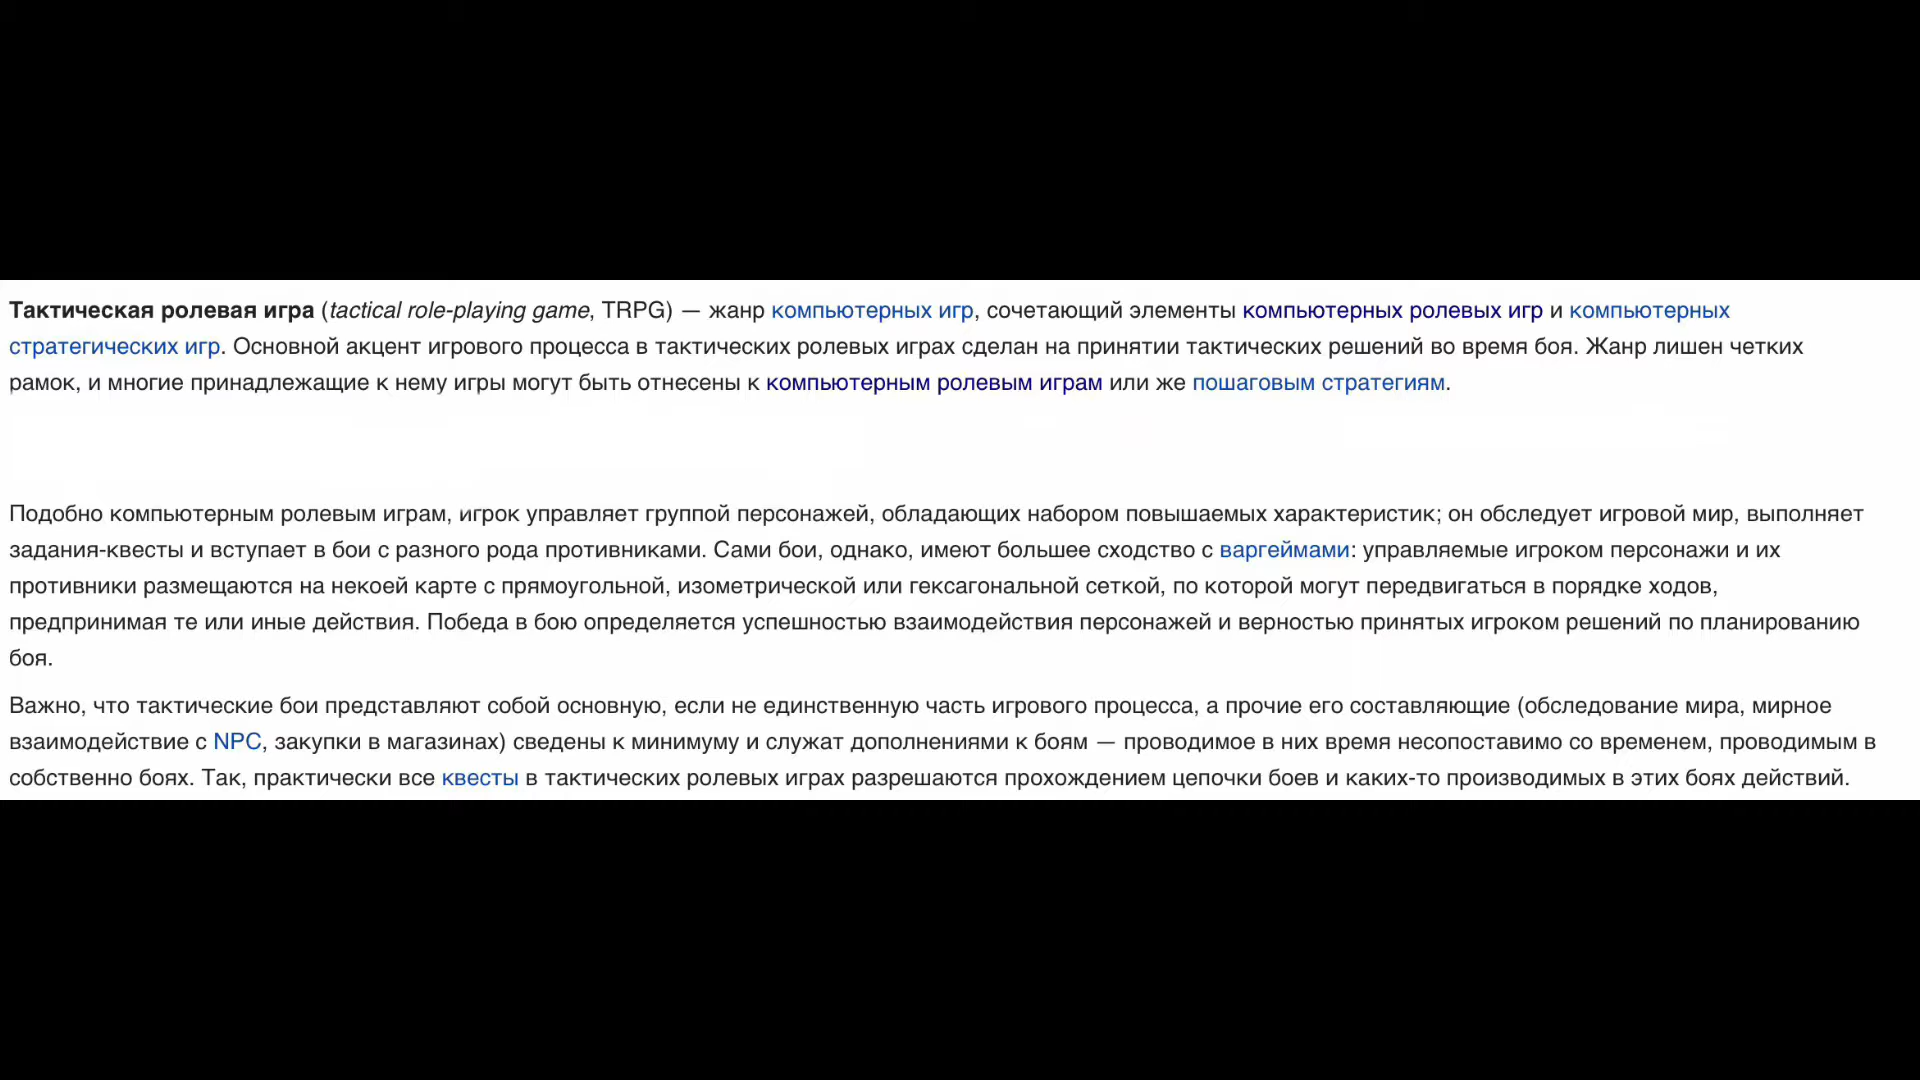 Тактическая ролевая игра (tactical role-playing game, TRPG) — жанр компьютерных игр, сочетающий элементы компьютерных ролевых игр и компьютерных
стратегических игр. Основной акцент игрового процесса в тактических ролевых играх сделан на принятии тактических решений во время боя. Жанр лишен четких
рамок, и многие принадлежащие к нему игры могут быть отнесены к компьютерным ролевым играм или же пошаговым стратегиям.
Подобно компьютерным ролевым играм, игрок управляет группой персонажей, обладающих набором повышаемых характеристик; он обследует игровой мир, выполняет
задания-квесты и вступает в бои с разного рода противниками. Сами бои, однако, имеют большее сходство с варгеймами: управляемые игроком персонажи и их
противники размещаются на некоей карте с прямоугольной, изометрической или гексагональной сеткой, по которой могут передвигаться в порядке ходов,
предпринимая те или иные действия. Победа в бою определяется успешностью взаимодействия персонажей и верностью принятых игроком решений по планированию
боя.
Важно, что тактические бои представляют собой основную, если не единственную часть игрового процесса, а прочие его составляющие (обследование мира, мирное
взаимодействие с NPC, закупки в магазинах) сведены к минимуму и служат дополнениями к боям — проводимое в них время несопоставимо со временем, проводимым в
собственно боях. Так, практически все квесты в тактических ролевых играх разрешаются прохождением цепочки боев и каких-то производимых в этих боях действий.